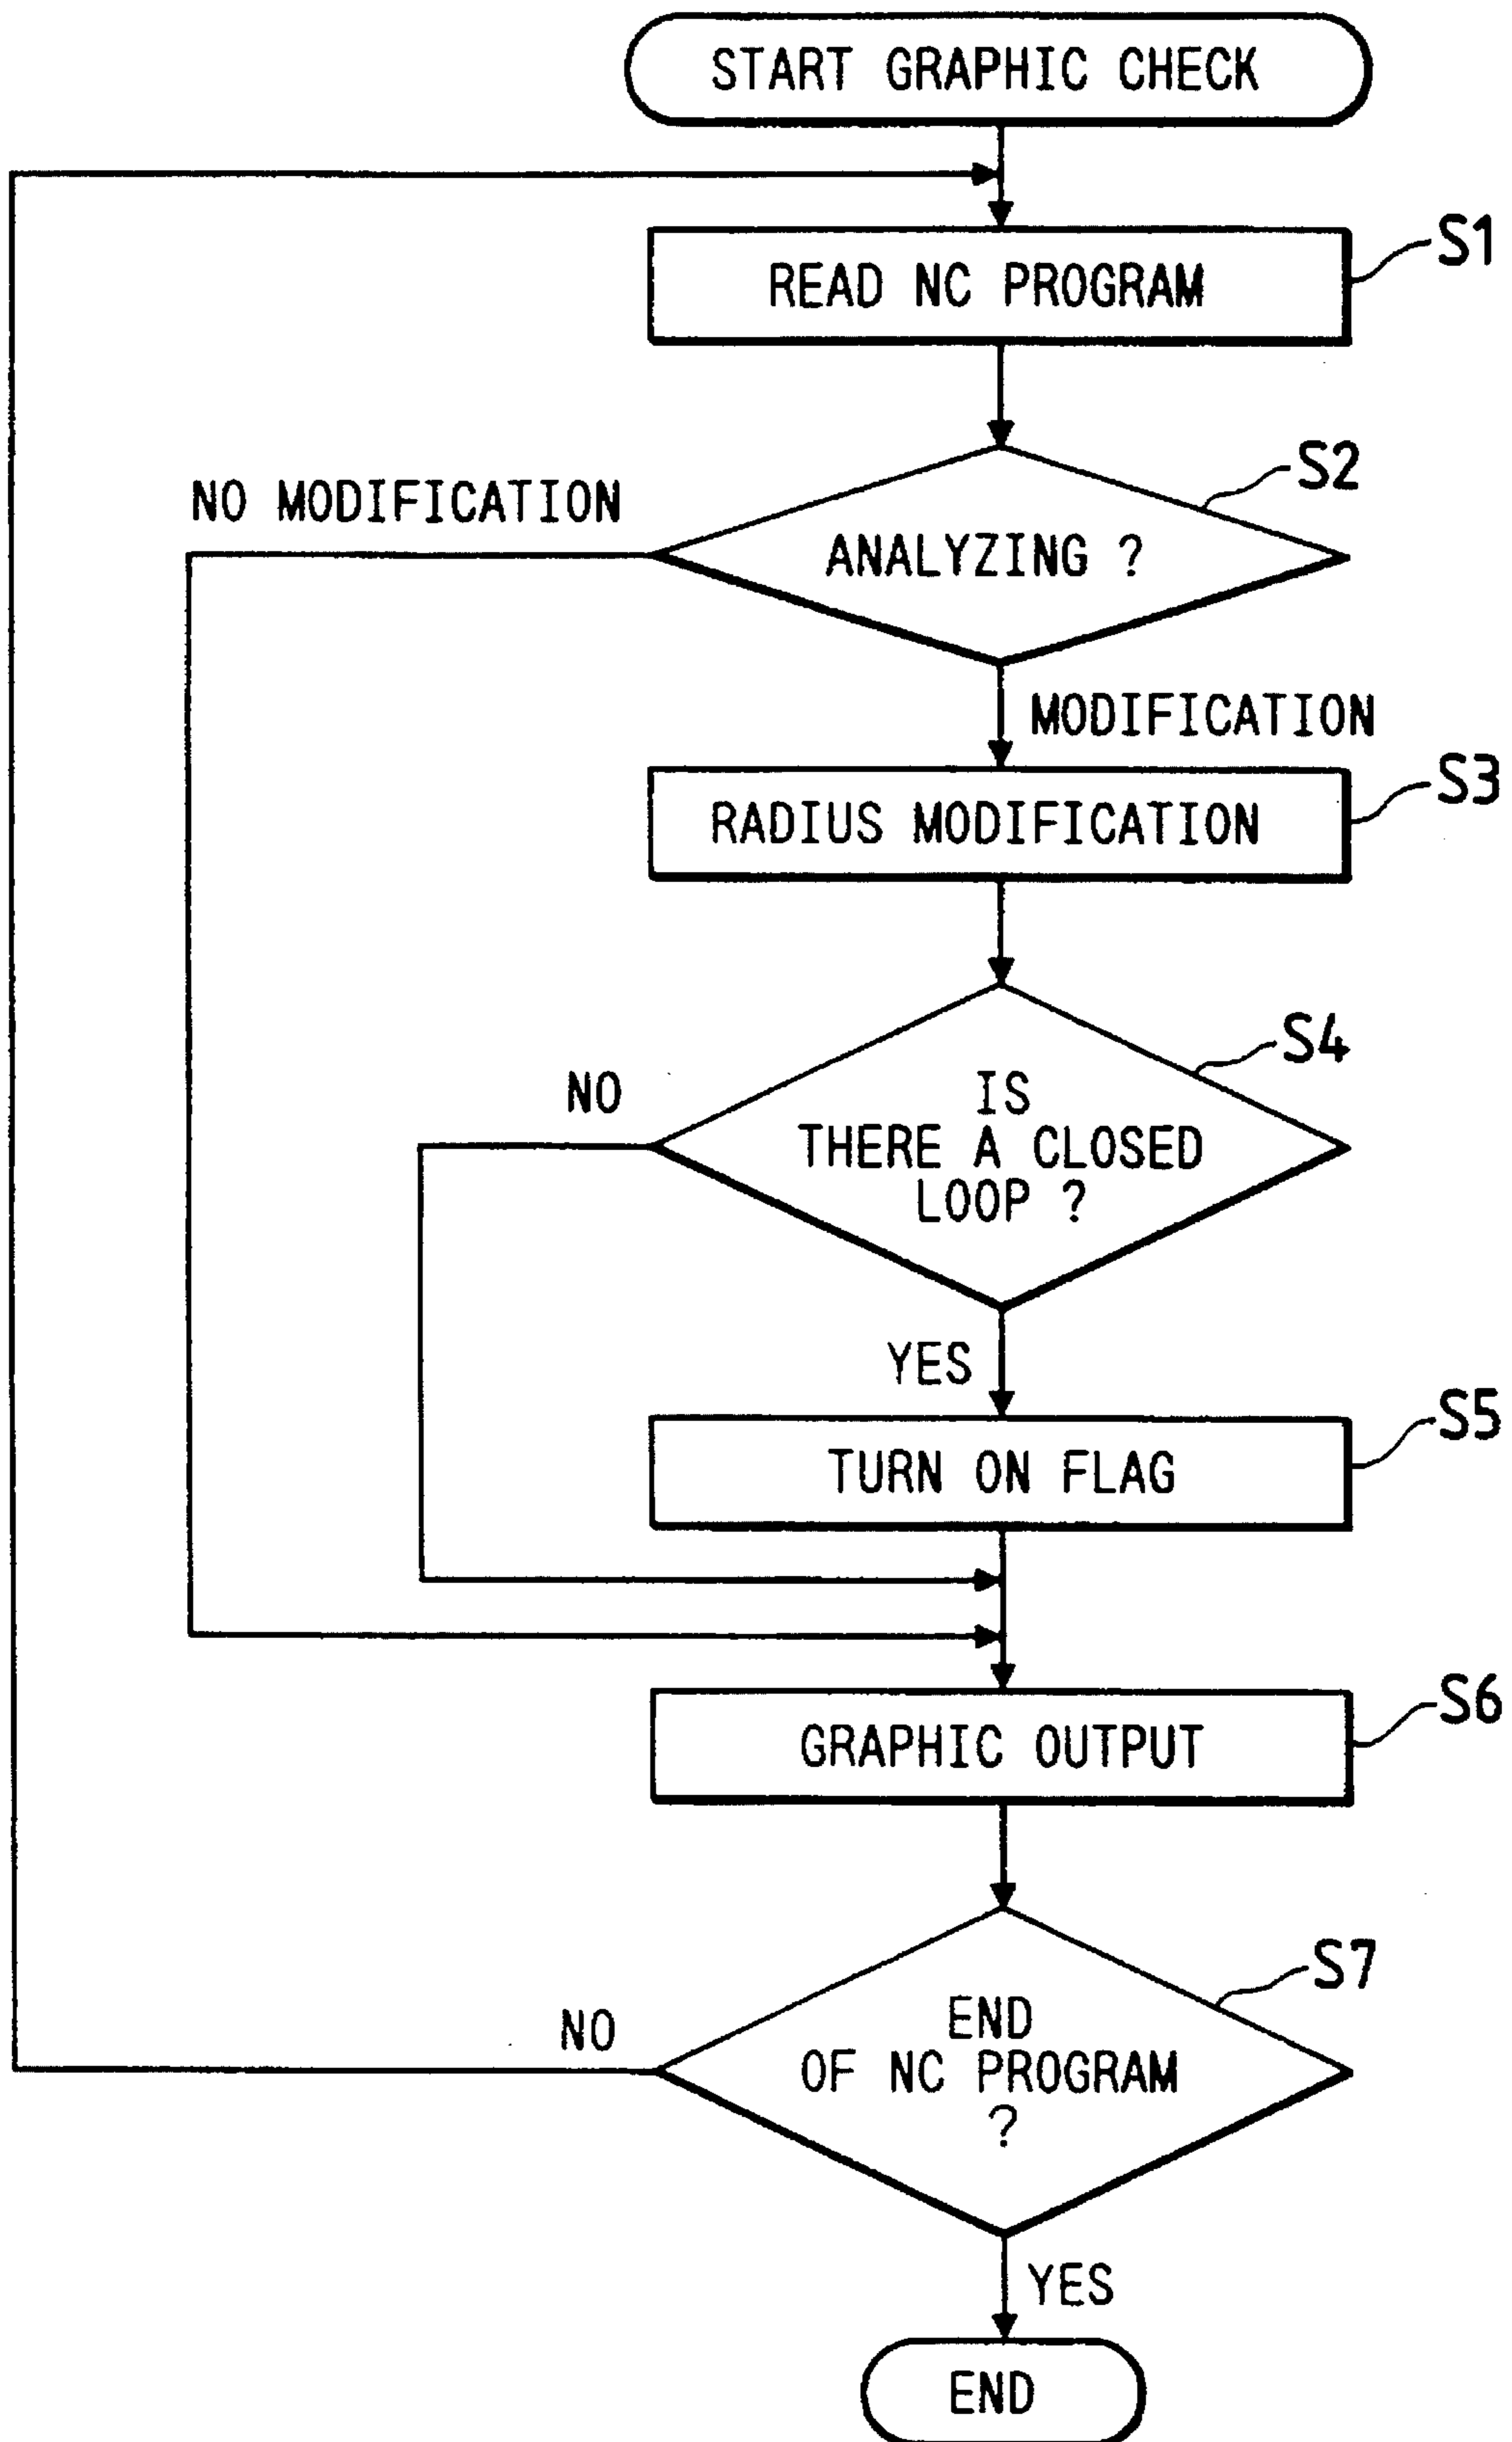 START GRAPHIC CHECK
READ NC PROGRAM
S1
S2
NO MODIFICATION
ANALYZING ?
MODIFICATION
S3
RADIUS MODIFICATION
S4
NO
IS
THERE A CLOSED
LOOP ?
YES
S5
TURN ON FLAG
S6
GRAPHIC OUTPUT
S7
NO
END
OF NC PROGRAM
?
YES
END